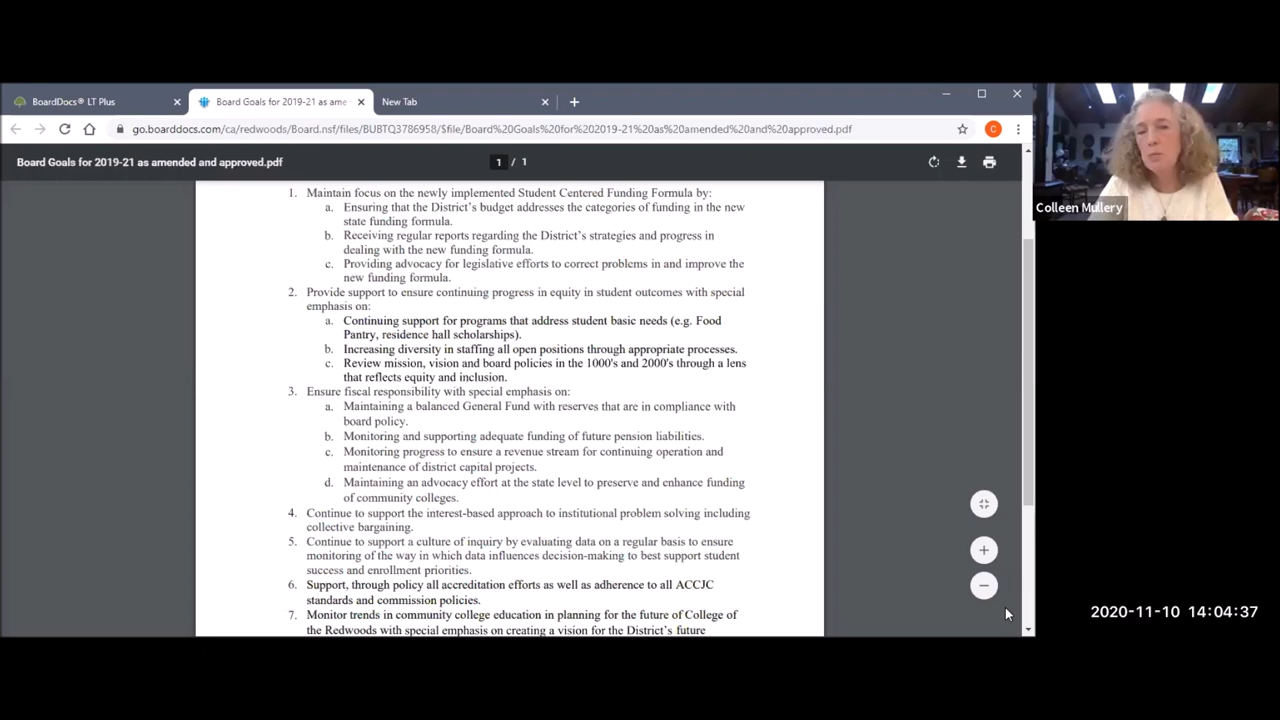 BoardDocs® LT Plus
Board Goals for 2019-21 as ame
New Tab
go.boarddocs.com/ca/redwoods/Board.nsf/files/BUBTQ3786958/$file/Board%20Goals%20for%202019-21%20as%20amended%20and%20approved.pdf
C
Board Goals for 2019-21 as amended and approved.pdf
1 / 1
Colleen Mullery
1. Maintain focus on the newly implemented Student Centered Funding Formula by:
a. Ensuring that the District's budget addresses the categories of funding in the new
state funding formula.
b. Receiving regular reports regarding the District's strategies and progress in
dealing with the new funding formula.
c. Providing advocacy for legislative efforts to correct problems in and improve the
new funding formula.
2. Provide support to ensure continuing progress in equity in student outcomes with special
emphasis on:
a. Continuing support for programs that address student basic needs (e.g. Food
Pantry, residence hall scholarships).
b. Increasing diversity in staffing all open positions through appropriate processes.
c. Review mission, vision and board policies in the 1000's and 2000's through a lens
that reflects equity and inclusion.
3. Ensure fiscal responsibility with special emphasis on:
a. Maintaining a balanced General Fund with reserves that are in compliance with
board policy.
b. Monitoring and supporting adequate funding of future pension liabilities.
c. Monitoring progress to ensure a revenue stream for continuing operation and
maintenance of district capital projects.
d. Maintaining an advocacy effort at the state level to preserve and enhance funding
of community colleges.
4. Continue to support the interest-based approach to institutional problem solving including
collective bargaining.
5. Continue to support a culture of inquiry by evaluating data on a regular basis to ensure
monitoring of the way in which data influences decision-making to best support student
success and enrollment priorities.
6. Support, through policy all accreditation efforts as well as adherence to all ACCJC
standards and commission policies.
7. Monitor trends in community college education in planning for the future of College of
the Redwoods with special emphasis on creating a vision for the District's future
2020-11-10 14:04:37